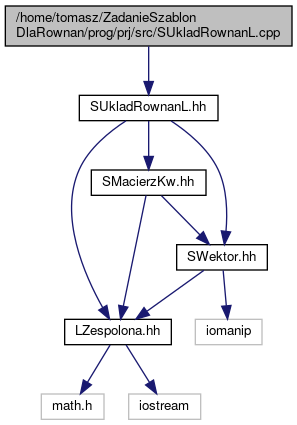 /home/tomasz/ZadanieSzablon
DlaRownan/prog/prj/src/SUkladRownanL.cpp
SUkladRownanL.hh
SMacierzKw.hh
SWektor.hh
LZespolona.hh
iomanip
math.h
iostream